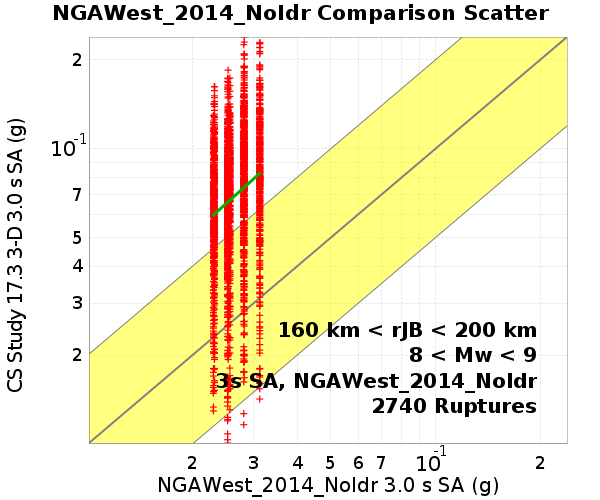 NGAWest_2014_NoIdr Comparison Scatter
CS Study 17.3 3-D 3.0 s SA (g)
2
10^-1
7
5
4
3
2
160 km < rJB < 200 km
8 < Mw < 9
3s SA, NGAWest_2014_NoIdr
2740 Ruptures
2 3 4 5 6 7 10^-1 2
NGAWest_2014_NoIdr 3.0 s SA (g)